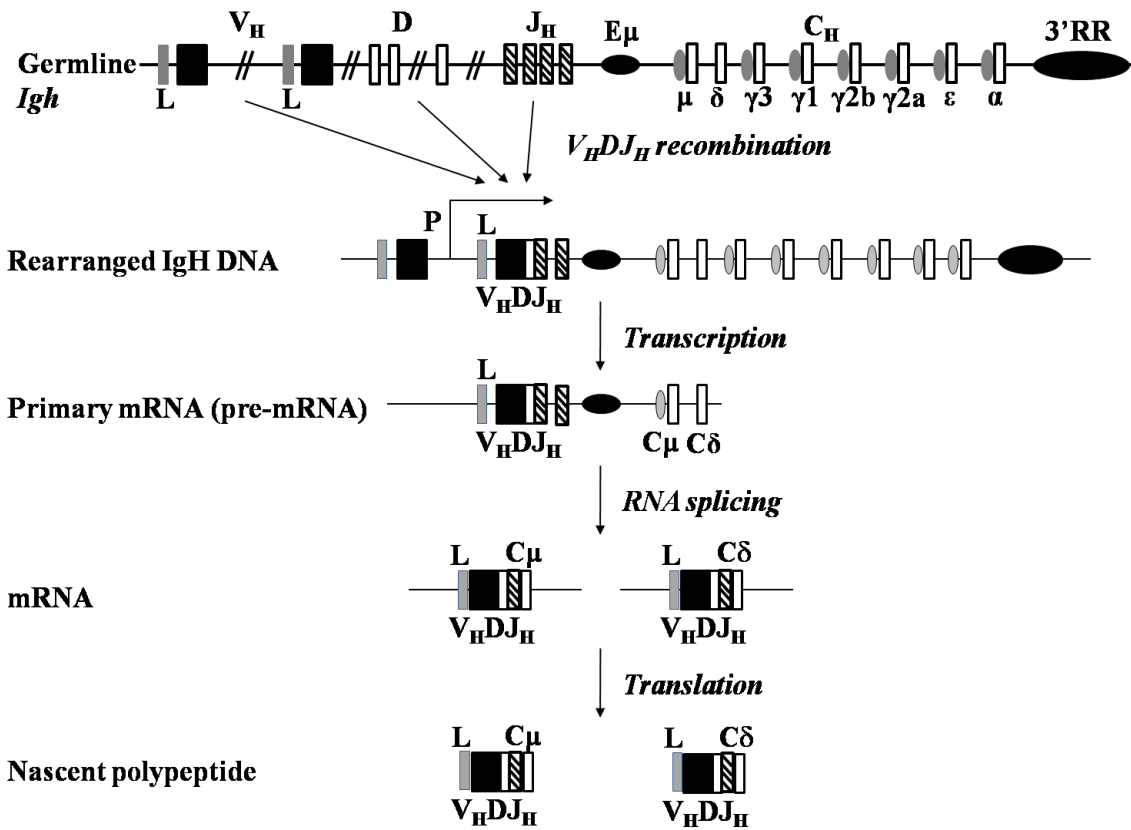 V_H D J_H Eμ C_H 3’RR
Germline
Igh
L L μ δ γ3 γ1 γ2b γ2a ε α
V_HDJ_H recombination
P L
Rearranged IgH DNA
V_HDJ_H
Transcription
L
Primary mRNA (pre-mRNA)
V_HDJ_H Cμ Cδ
RNA splicing
L Cμ L Cδ
mRNA
V_HDJ_H V_HDJ_H
Translation
L Cμ L Cδ
Nascent polypeptide
V_HDJ_H V_HDJ_H